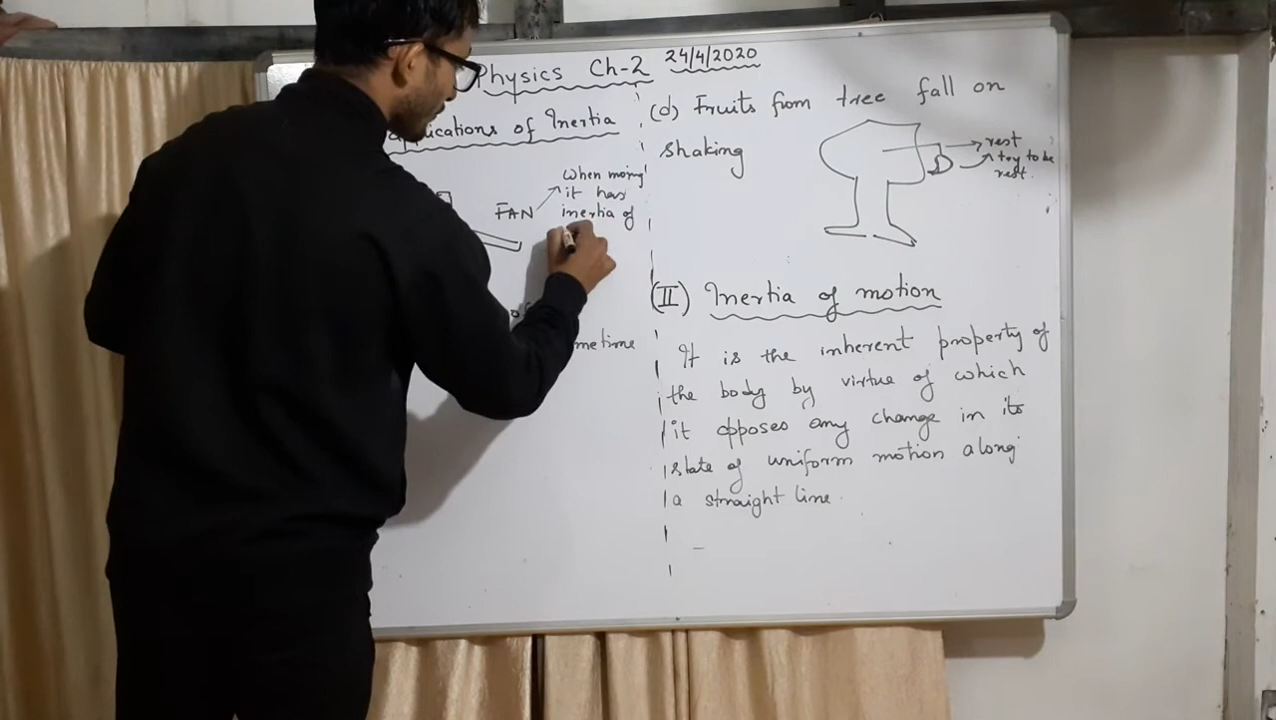 Physics Ch-2 24/4/2020
Applications of Inertia
When moving
it has
FAN inertia of
of
metime
(d) Fruits from tree fall on
shaking
rest
try to be
rest.
(II) Inertia of motion
It is the inherent property of
the body by virtue of which
it opposes any change in its
state of uniform motion along
a straight line.